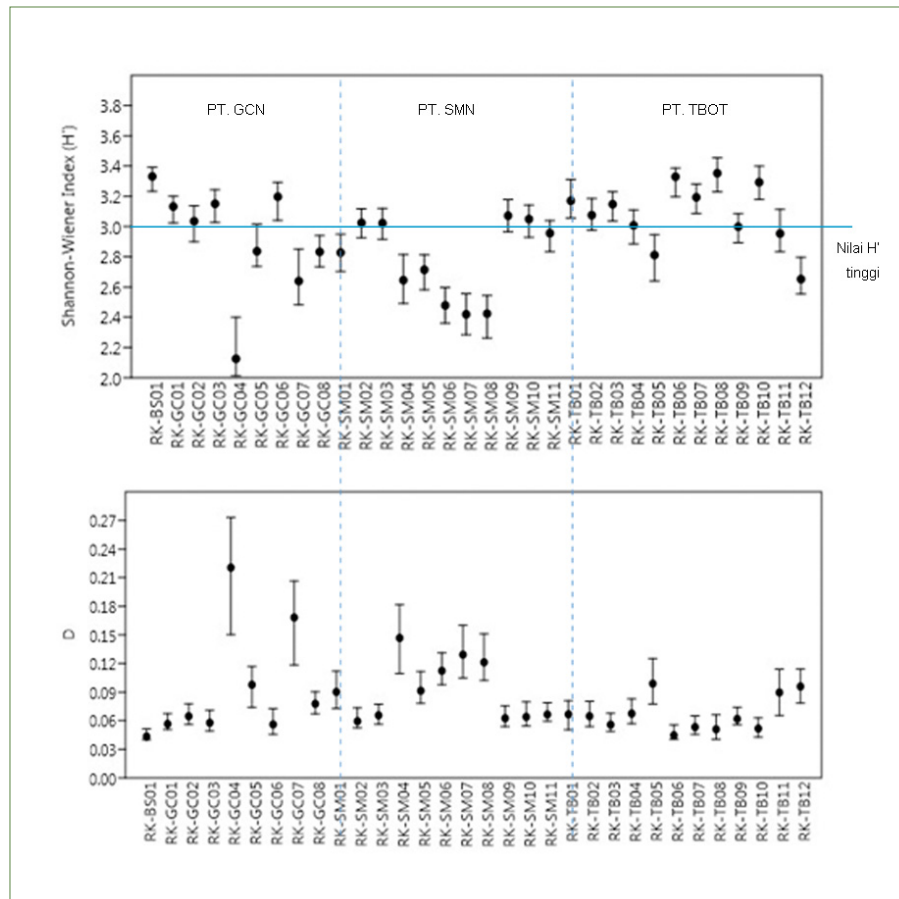 PT. GCN
PT. SMN
PT. TBOT
Shannon-Wiener Index (H')
3.8
3.6
3.4
3.2
3.0
2.8
2.6
2.4
2.2
2.0
Nilai H'
tinggi
RK-BS01
RK-GC01
RK-GC02
RK-GC03
RK-GC04
RK-GC05
RK-GC06
RK-GC07
RK-GC08
RK-SM01
RK-SM02
RK-SM03
RK-SM04
RK-SM05
RK-SM06
RK-SM07
RK-SM08
RK-SM09
RK-SM10
RK-SM11
RK-TB01
RK-TB02
RK-TB03
RK-TB04
RK-TB05
RK-TB06
RK-TB07
RK-TB08
RK-TB09
RK-TB10
RK-TB11
RK-TB12
D
0.27
0.24
0.21
0.18
0.15
0.12
0.09
0.06
0.03
0.00
RK-BS01
RK-GC01
RK-GC02
RK-GC03
RK-GC04
RK-GC05
RK-GC06
RK-GC07
RK-GC08
RK-SM01
RK-SM02
RK-SM03
RK-SM04
RK-SM05
RK-SM06
RK-SM07
RK-SM08
RK-SM09
RK-SM10
RK-SM11
RK-TB01
RK-TB02
RK-TB03
RK-TB04
RK-TB05
RK-TB06
RK-TB07
RK-TB08
RK-TB09
RK-TB10
RK-TB11
RK-TB12